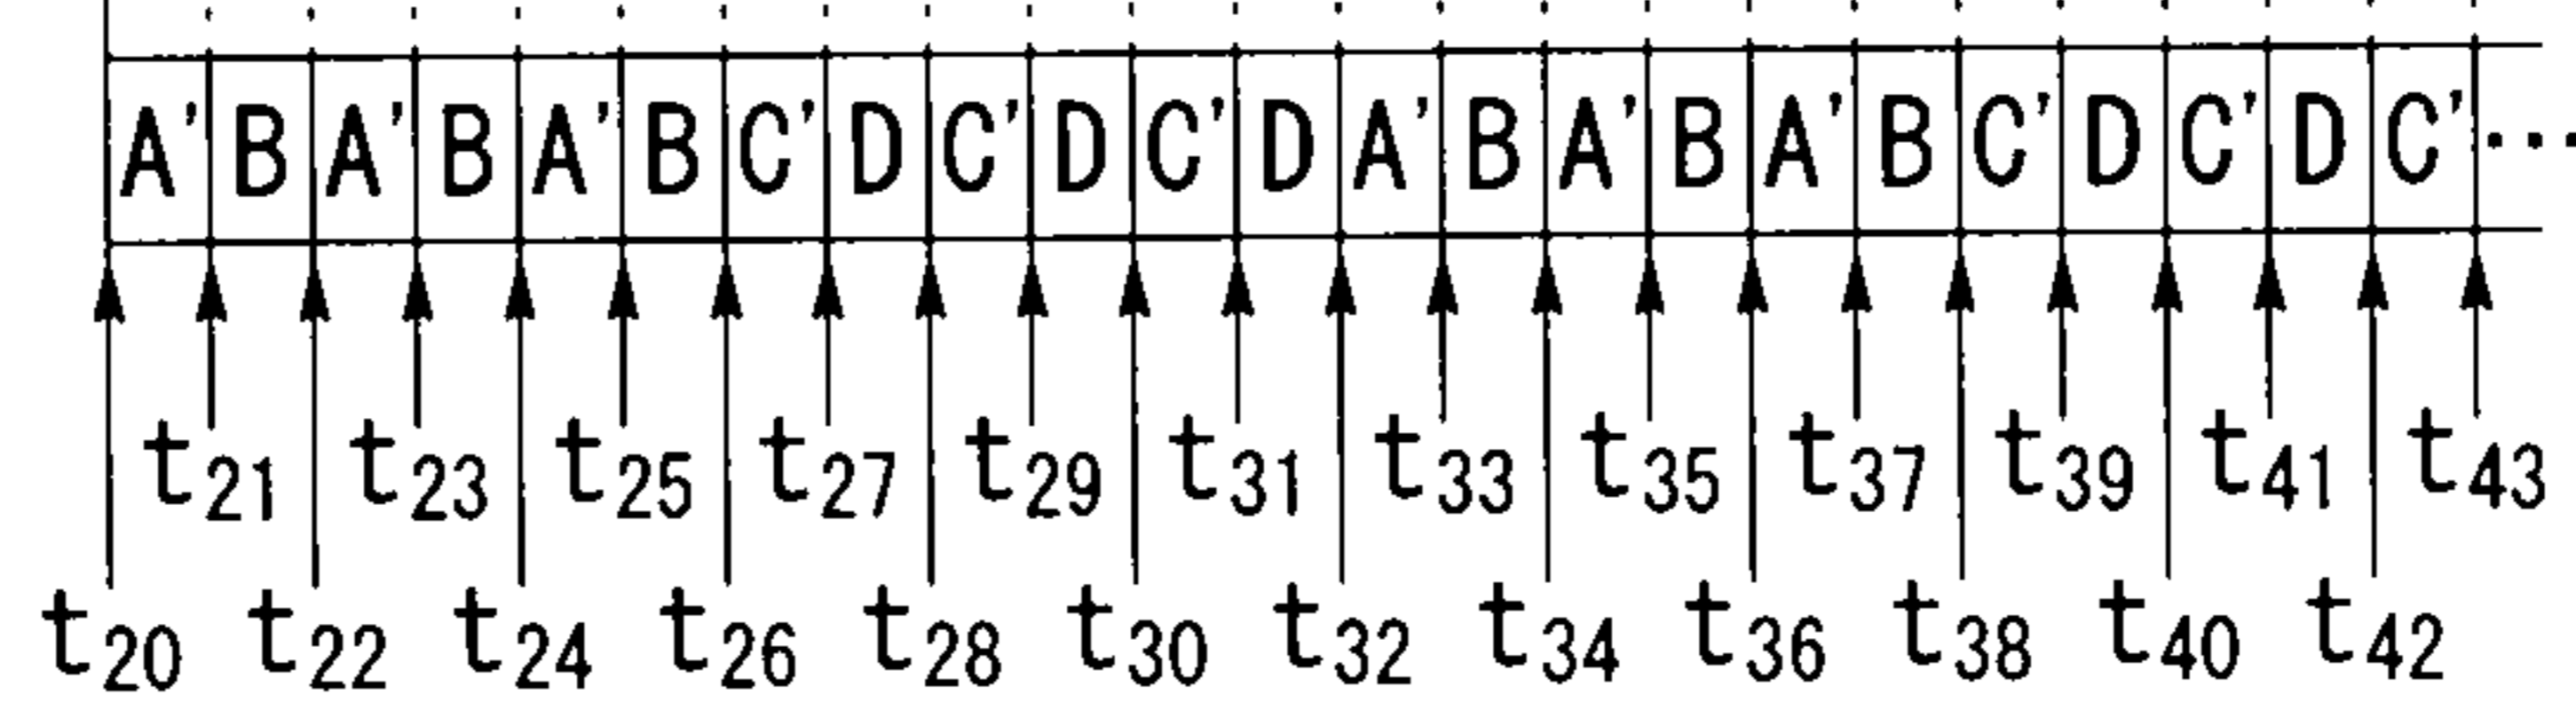 A' B A' B A' B C' D C' D C' D A' B A' B A' B C' D C' D C' ...
t21 t23 t25 t27 t29 t31 t33 t35 t37 t39 t41 t43
t20 t22 t24 t26 t28 t30 t32 t34 t36 t38 t40 t42